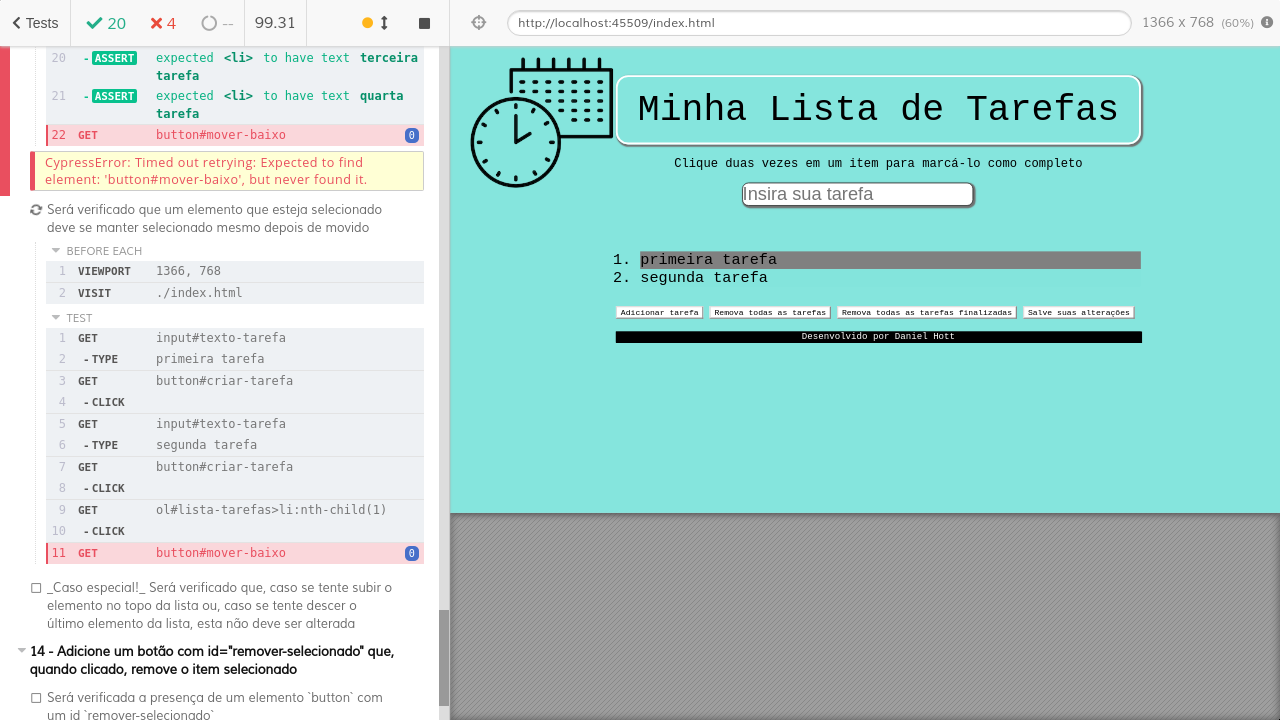 Tests
20
4
--
99.31
http://localhost:45509/index.html
1366 x 768 (60%)
20 - ASSERT expected <li> to have text terceira
tarefa
21 - ASSERT expected <li> to have text quarta
tarefa
22 GET button#mover-baixo 0
CypressError: Timed out retrying: Expected to find
element: 'button#mover-baixo', but never found it.
Será verificado que um elemento que esteja selecionado
deve se manter selecionado mesmo depois de movido
BEFORE EACH
1 VIEWPORT 1366, 768
2 VISIT ./index.html
TEST
1 GET input#texto-tarefa
2 - TYPE primeira tarefa
3 GET button#criar-tarefa
4 - CLICK
5 GET input#texto-tarefa
6 - TYPE segunda tarefa
7 GET button#criar-tarefa
8 - CLICK
9 GET ol#lista-tarefas>li:nth-child(1)
10 - CLICK
11 GET button#mover-baixo 0
_Caso especial!_ Será verificado que, caso se tente subir o
elemento no topo da lista ou, caso se tente descer o
último elemento da lista, esta não deve ser alterada
14 - Adicione um botão com id="remover-selecionado" que,
quando clicado, remove o item selecionado
Será verificada a presença de um elemento `button` com
um id `remover-selecionado`
Minha Lista de Tarefas
Clique duas vezes em um item para marcá-lo como completo
Insira sua tarefa
1. primeira tarefa
2. segunda tarefa
Adicionar tarefa Remova todas as tarefas Remova todas as tarefas finalizadas Salve suas alterações
Desenvolvido por Daniel Hott